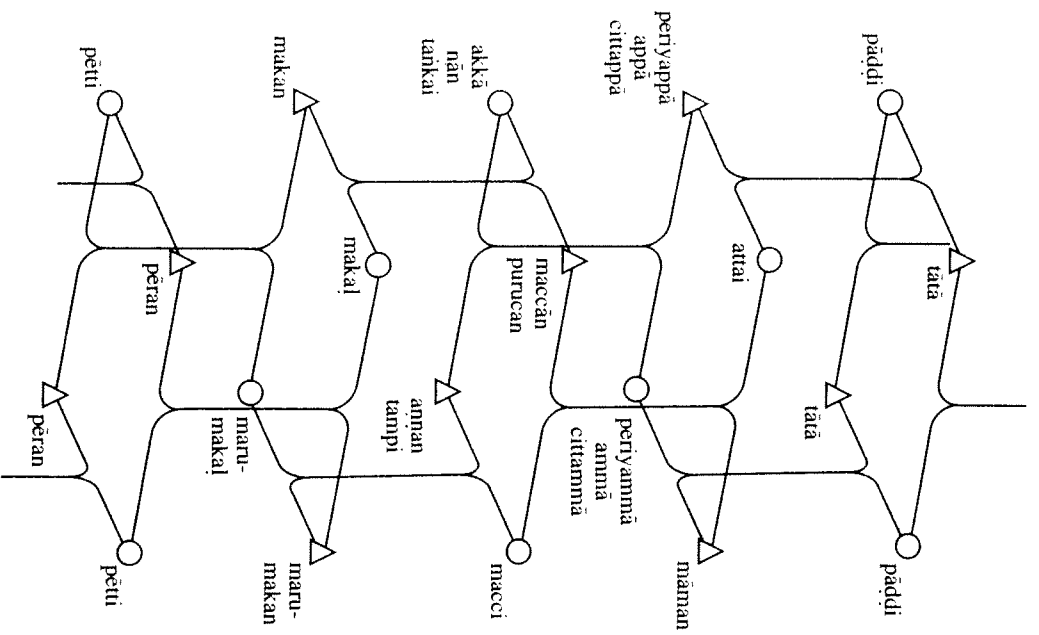 pāḍḍi
tātā
tātā
pāḍḍi
periyappā
appā
cittappā
attai
periyammā
ammā
cittammā
māman
akkā
nān
taṅkai
maccān
purucan
aṇṇan
tampi
macci
makan
makaḷ
maru-
makaḷ
maru-
makan
pētti
pēran
pēran
pētti